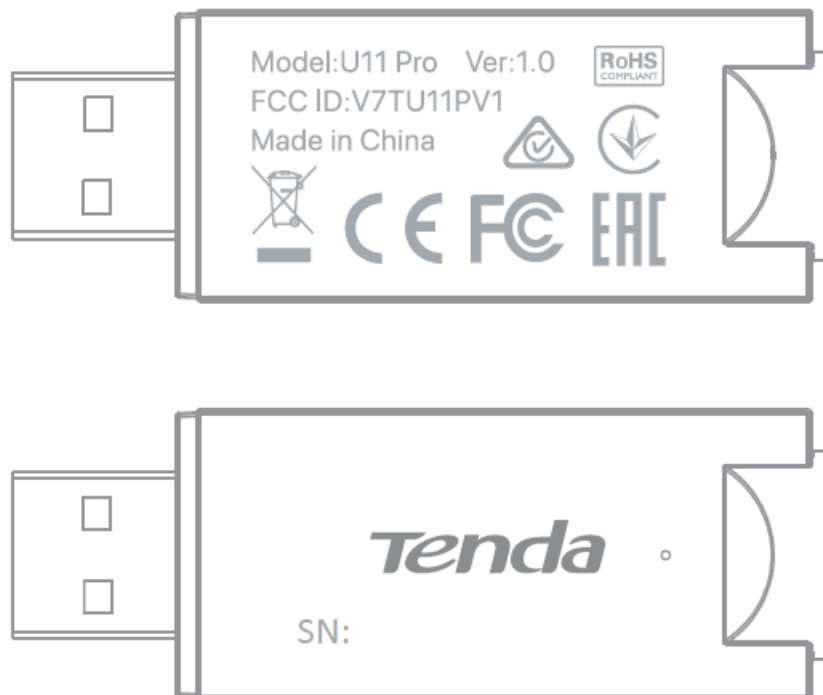 Model:U11 Pro Ver:1.0
RoHS
COMPLIANT
FCC ID:V7TU11PV1
Made in China
CE FC EAC
Tenda
SN: